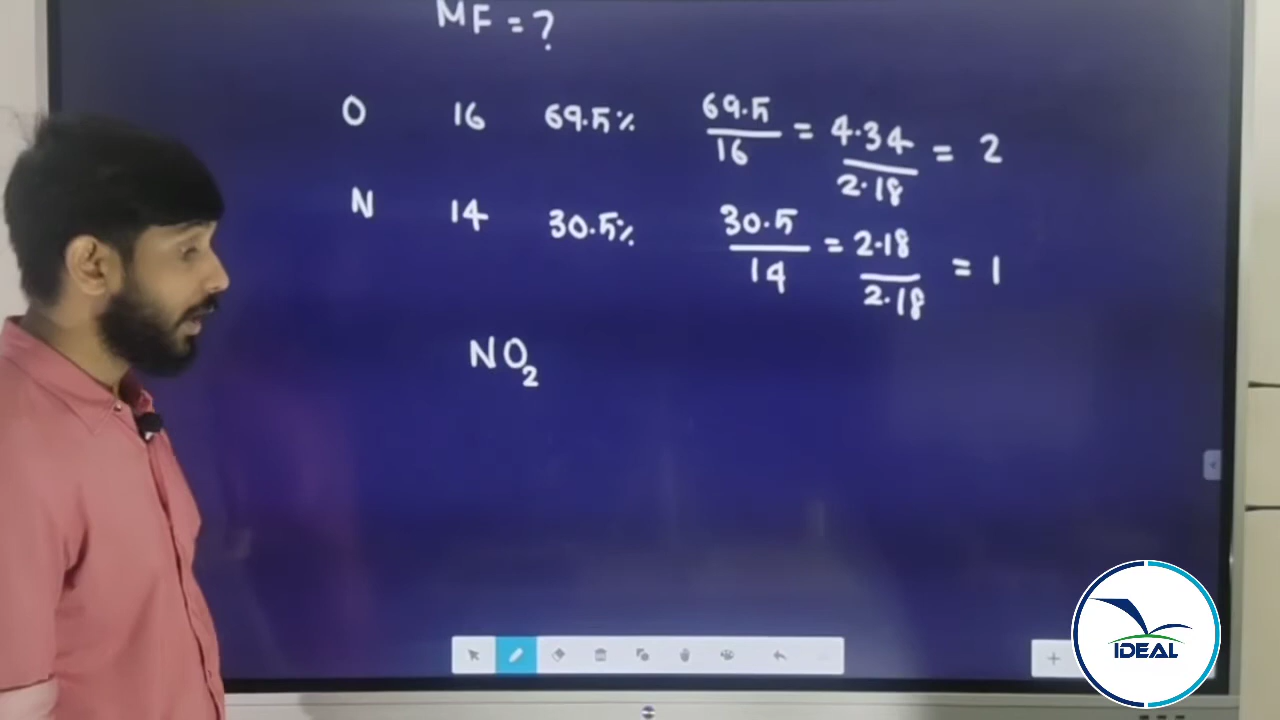 MF = ?
O 16 69.5% 69.5/16 = 4.34/2.18 = 2
N 14 30.5% 30.5/14 = 2.18/2.18 = 1
NO₂
IDEAL